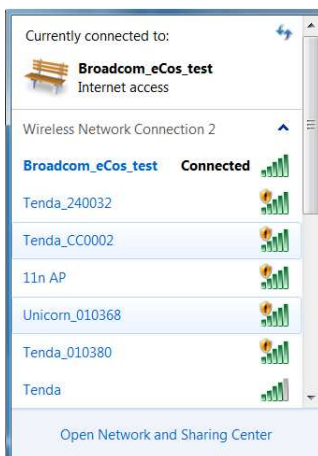 Currently connected to:
Broadcom_eCos_test
Internet access
Wireless Network Connection 2
Broadcom_eCos_test Connected
Tenda_240032
Tenda_CC0002
11n AP
Unicorn_010368
Tenda_010380
Tenda
Open Network and Sharing Center